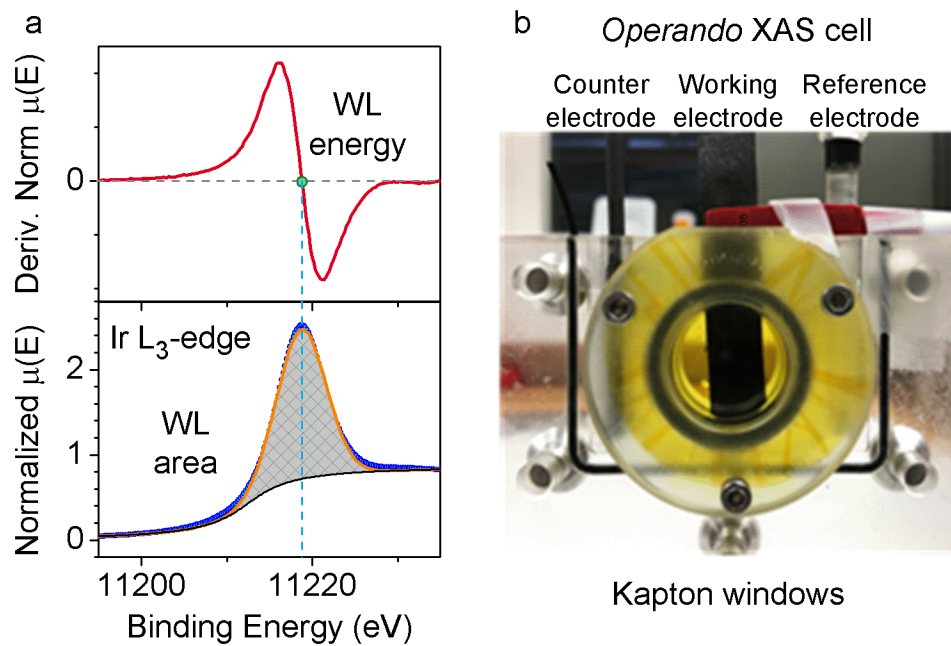 a
Deriv. Norm μ(E)
0
WL
energy
Normalized μ(E)
2
1
0
Ir L₃-edge
WL
area
11200
11220
Binding Energy (eV)
b
Operando XAS cell
Counter
electrode
Working
electrode
Reference
electrode
Kapton windows